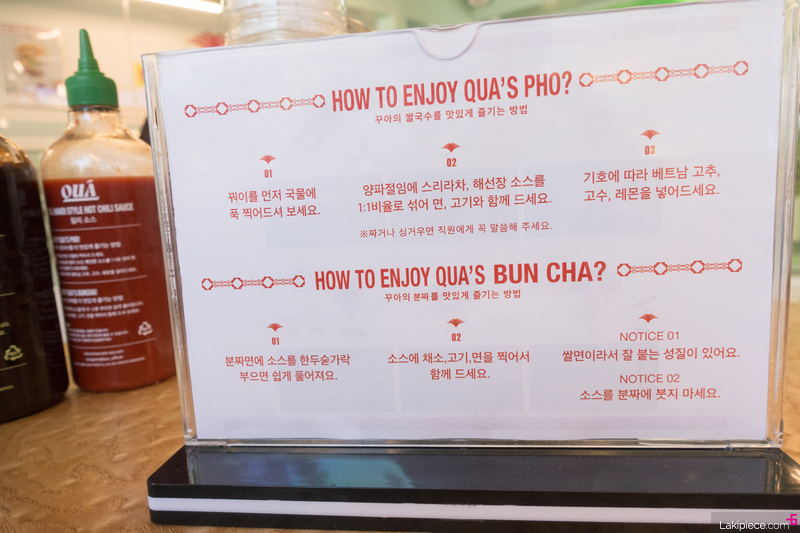 HOW TO ENJOY QUA'S PHO?
꾸아의 쌀국수를 맛있게 즐기는 방법
01
꿔이를 먼저 국물에
푹 찍어드셔 보세요.
02
양파절임에 스리라차, 해선장 소스를
1:1비율로 섞어 면, 고기와 함께 드세요.
03
기호에 따라 베트남 고추,
고수, 레몬을 넣어드세요.
※짜거나 싱거우면 직원에게 꼭 말씀해 주세요.
HOW TO ENJOY QUA'S BUN CHA?
꾸아의 분짜를 맛있게 즐기는 방법
01
분짜면에 소스를 한두숟가락
부으면 쉽게 풀어져요.
02
소스에 채소,고기,면을 찍어서
함께 드세요.
NOTICE 01
쌀면이라서 잘 붙는 성질이 있어요.
NOTICE 02
소스를 분짜에 붓지 마세요.
QUÁ
STYLE HOT CHILI SAUCE
칠리 소스
Lakipiece.com